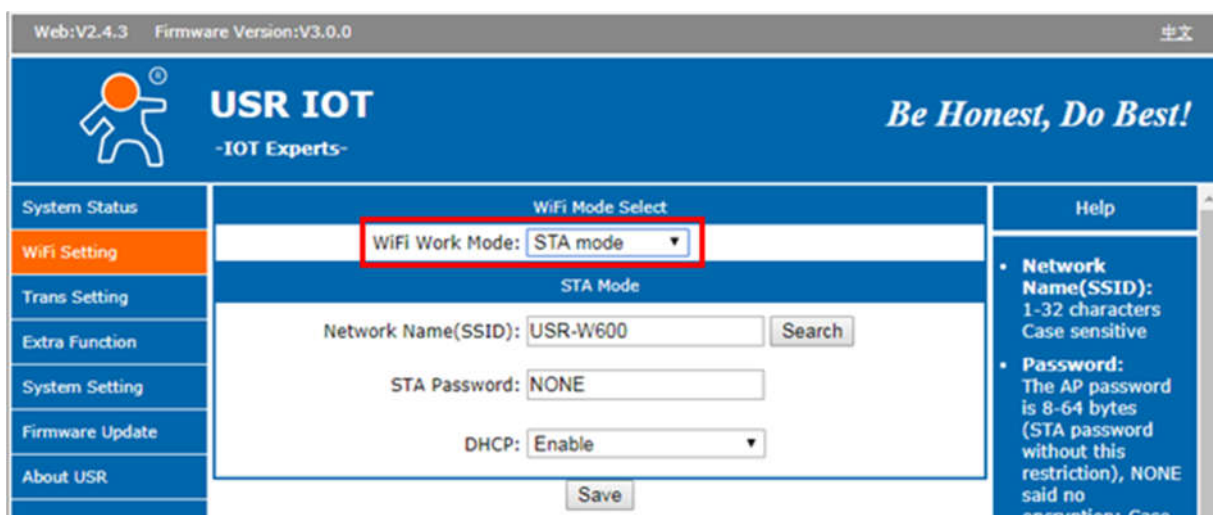 Web:V2.4.3 Firmware Version:V3.0.0 中文
®
USR IOT
-IOT Experts-
Be Honest, Do Best!
System Status
WiFi Setting
Trans Setting
Extra Function
System Setting
Firmware Update
About USR
WiFi Mode Select
WiFi Work Mode: STA mode
STA Mode
Network Name(SSID): USR-W600 Search
STA Password: NONE
DHCP: Enable
Save
Help
• Network
Name(SSID):
1-32 characters
Case sensitive
• Password:
The AP password
is 8-64 bytes
(STA password
without this
restriction), NONE
said no